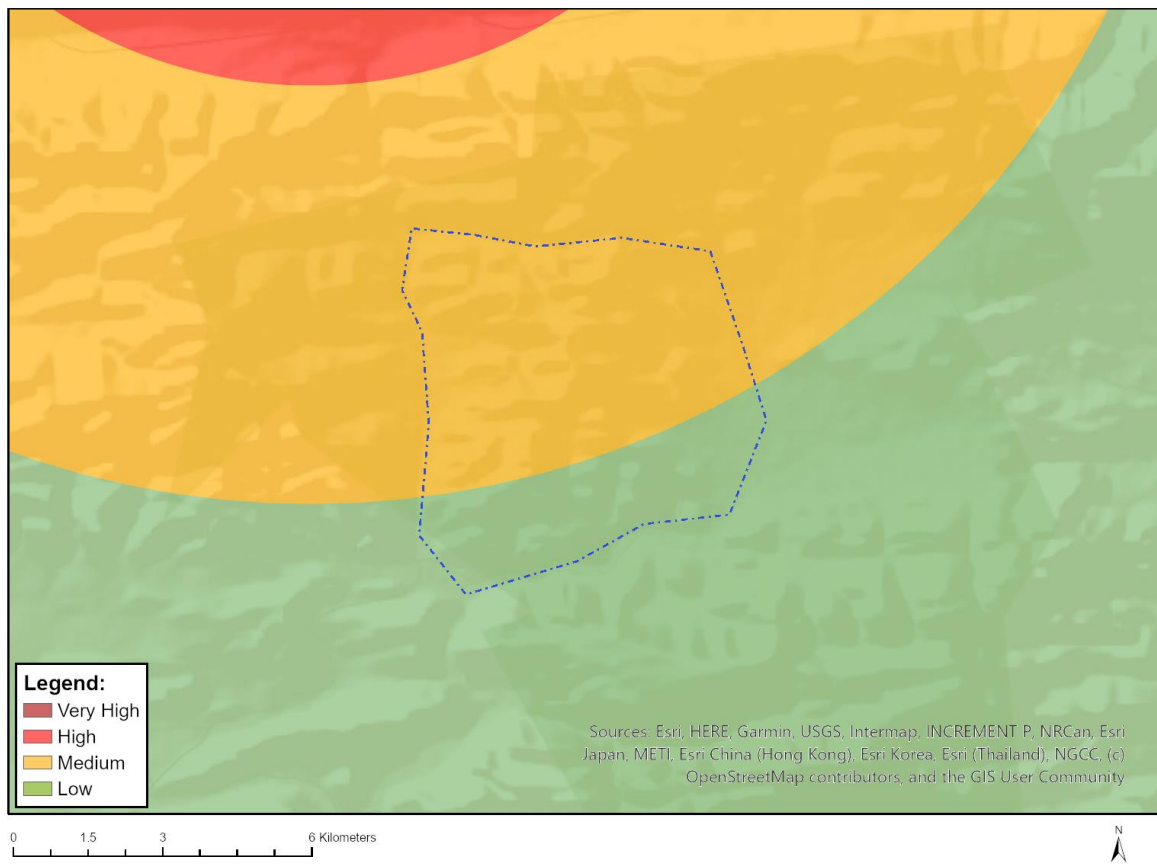 Legend:
Very High
High
Medium
Low
Sources: Esri, HERE, Garmin, USGS, Intermap, INCREMENT P, NRCan, Esri
Japan, METI, Esri China (Hong Kong), Esri Korea, Esri (Thailand), NGCC, (c)
OpenStreetMap contributors, and the GIS User Community
0 1.5 3 6 Kilometers
N